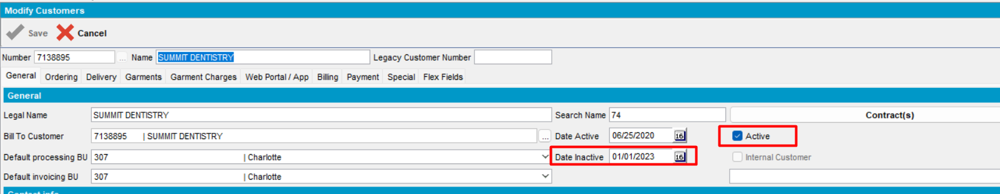 Modify Customers
Save Cancel
Number 7138895 ... Name SUMMIT DENTISTRY Legacy Customer Number
General Ordering Delivery Garments Garment Charges Web Portal / App Billing Payment Special Flex Fields
General
Legal Name SUMMIT DENTISTRY Search Name 74 Contract(s)
Bill To Customer 7138895 | SUMMIT DENTISTRY ... Date Active 06/25/2020 16 Active
Default processing BU 307 | Charlotte Date Inactive 01/01/2023 16 Internal Customer
Default invoicing BU 307 | Charlotte
Contact info